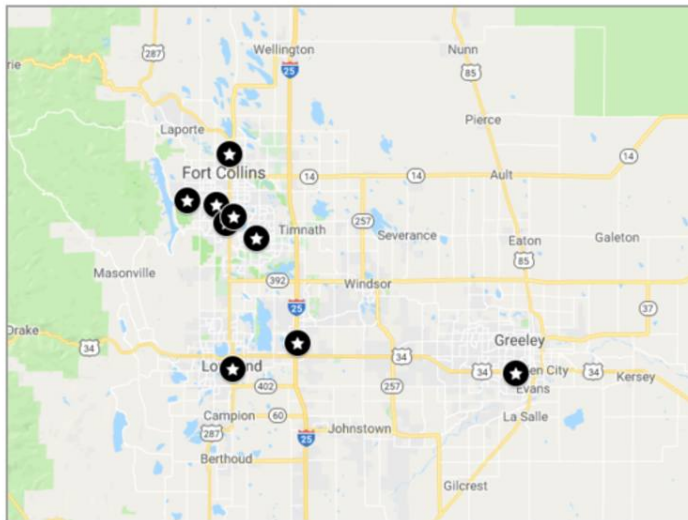 Wellington
Nunn
287
85
25
rie
Pierce
Laporte
14
Fort Collins
14
14
Ault
257
Timnath
Severance
Eaton
Galeton
85
Masonville
392
Windsor
25
37
Drake
Greeley
34
34
34
34
Kersey
Evans
402
257
Campion
60
La Salle
287
25
Johnstown
Berthoud
Gilcrest